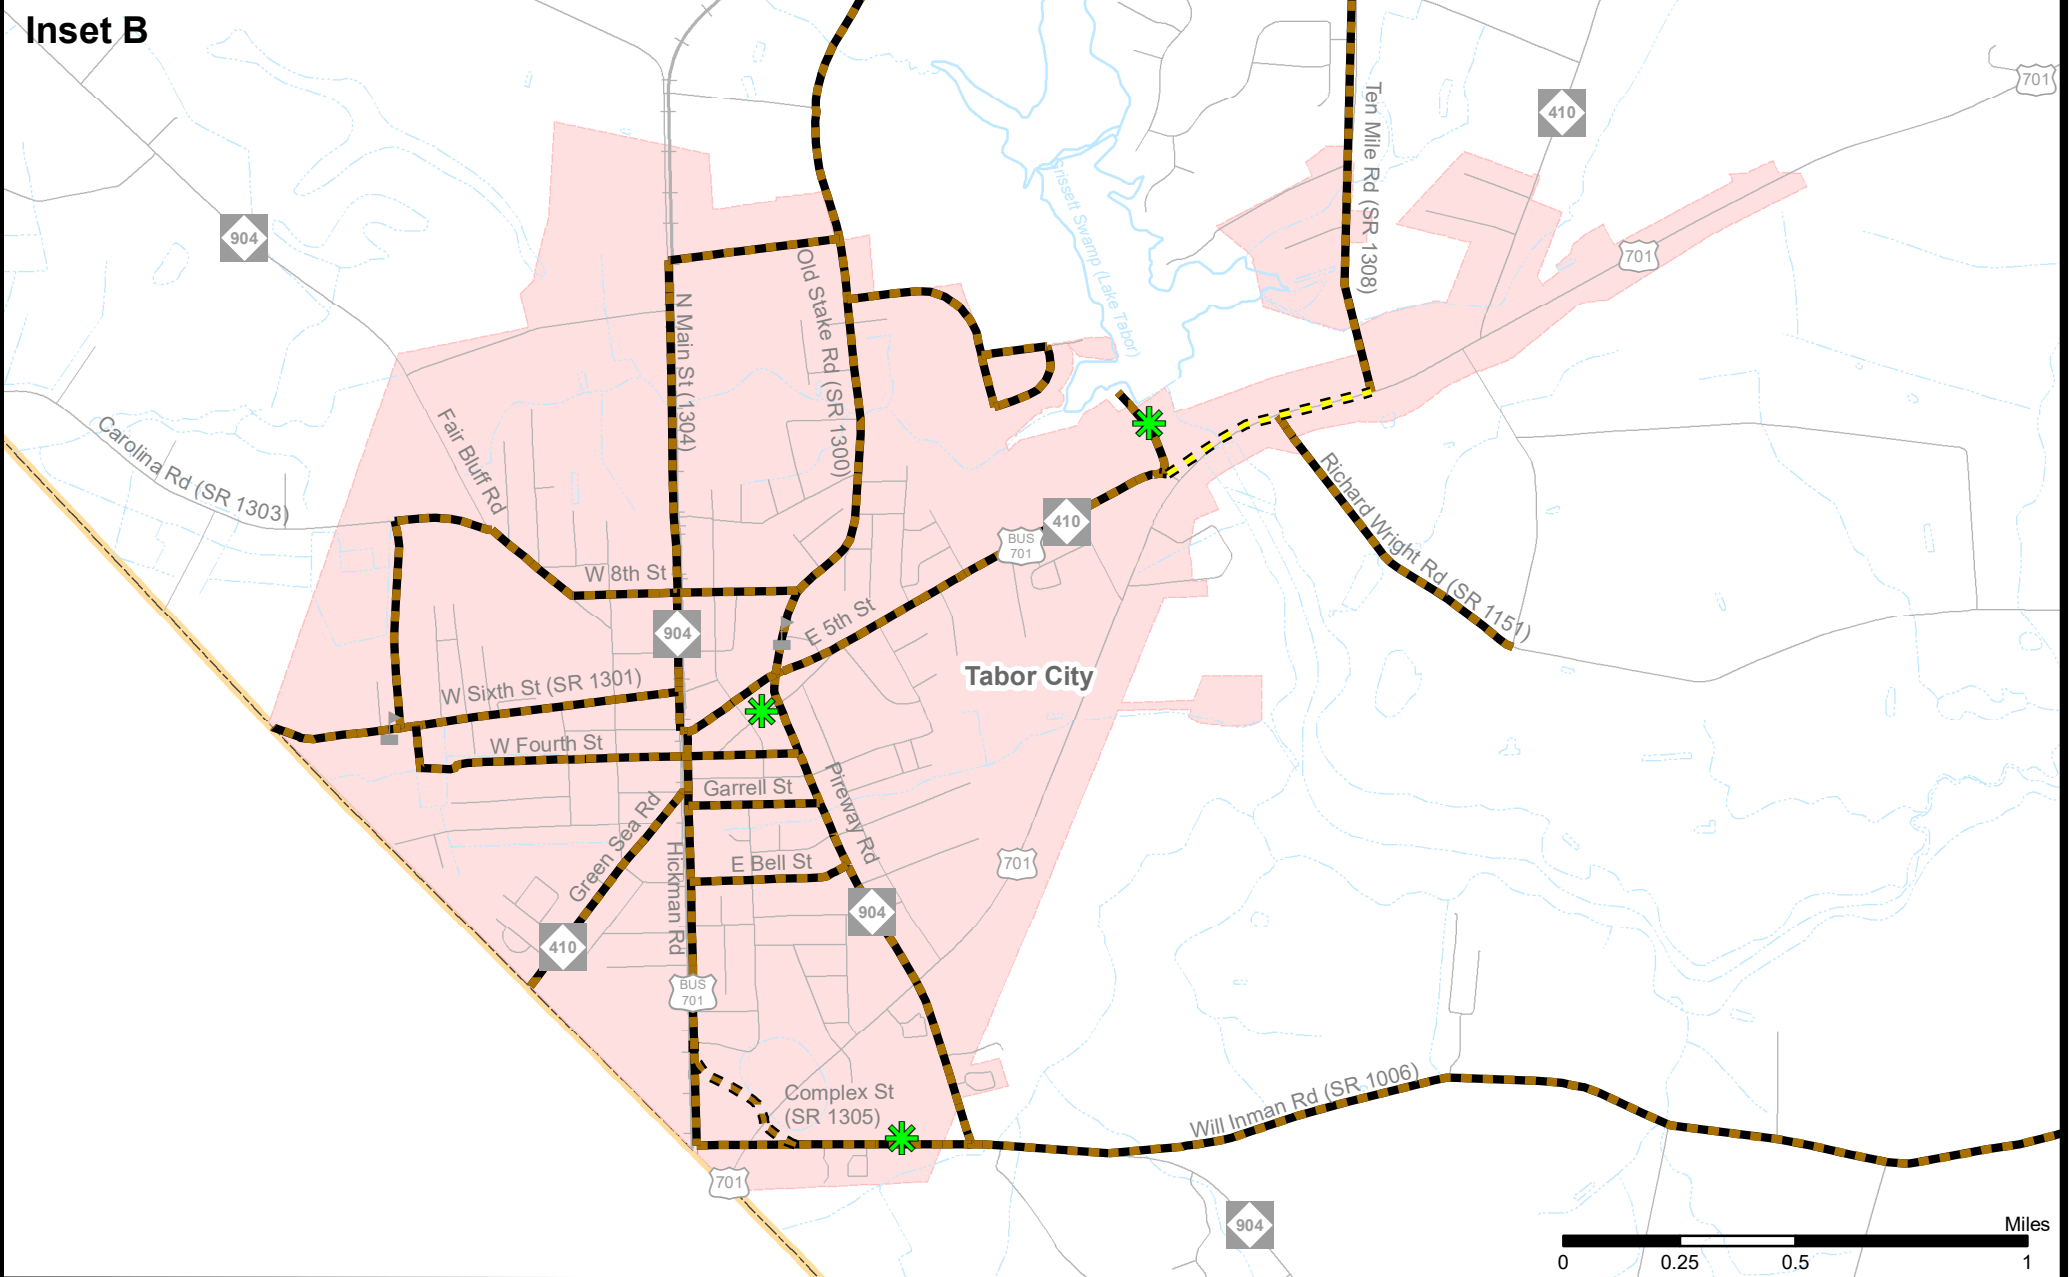 Inset B
701
410
904
Ten Mile Rd (SR 1308)
Grissett Swamp (Lake Tabor)
701
Old Stake Rd (SR 1300)
N Main St (1304)
Carolina Rd (SR 1303)
Fair Bluff Rd
Richard Wright Rd (SR 1151)
410
BUS
701
W 8th St
904
E 5th St
Tabor City
W Sixth St (SR 1301)
W Fourth St
Garrell St
Pireway Rd
Green Sea Rd
Hickman Rd
E Bell St
701
904
410
BUS
701
Complex St
(SR 1305)
Will Inman Rd (SR 1006)
701
904
Miles
0 0.25 0.5 1